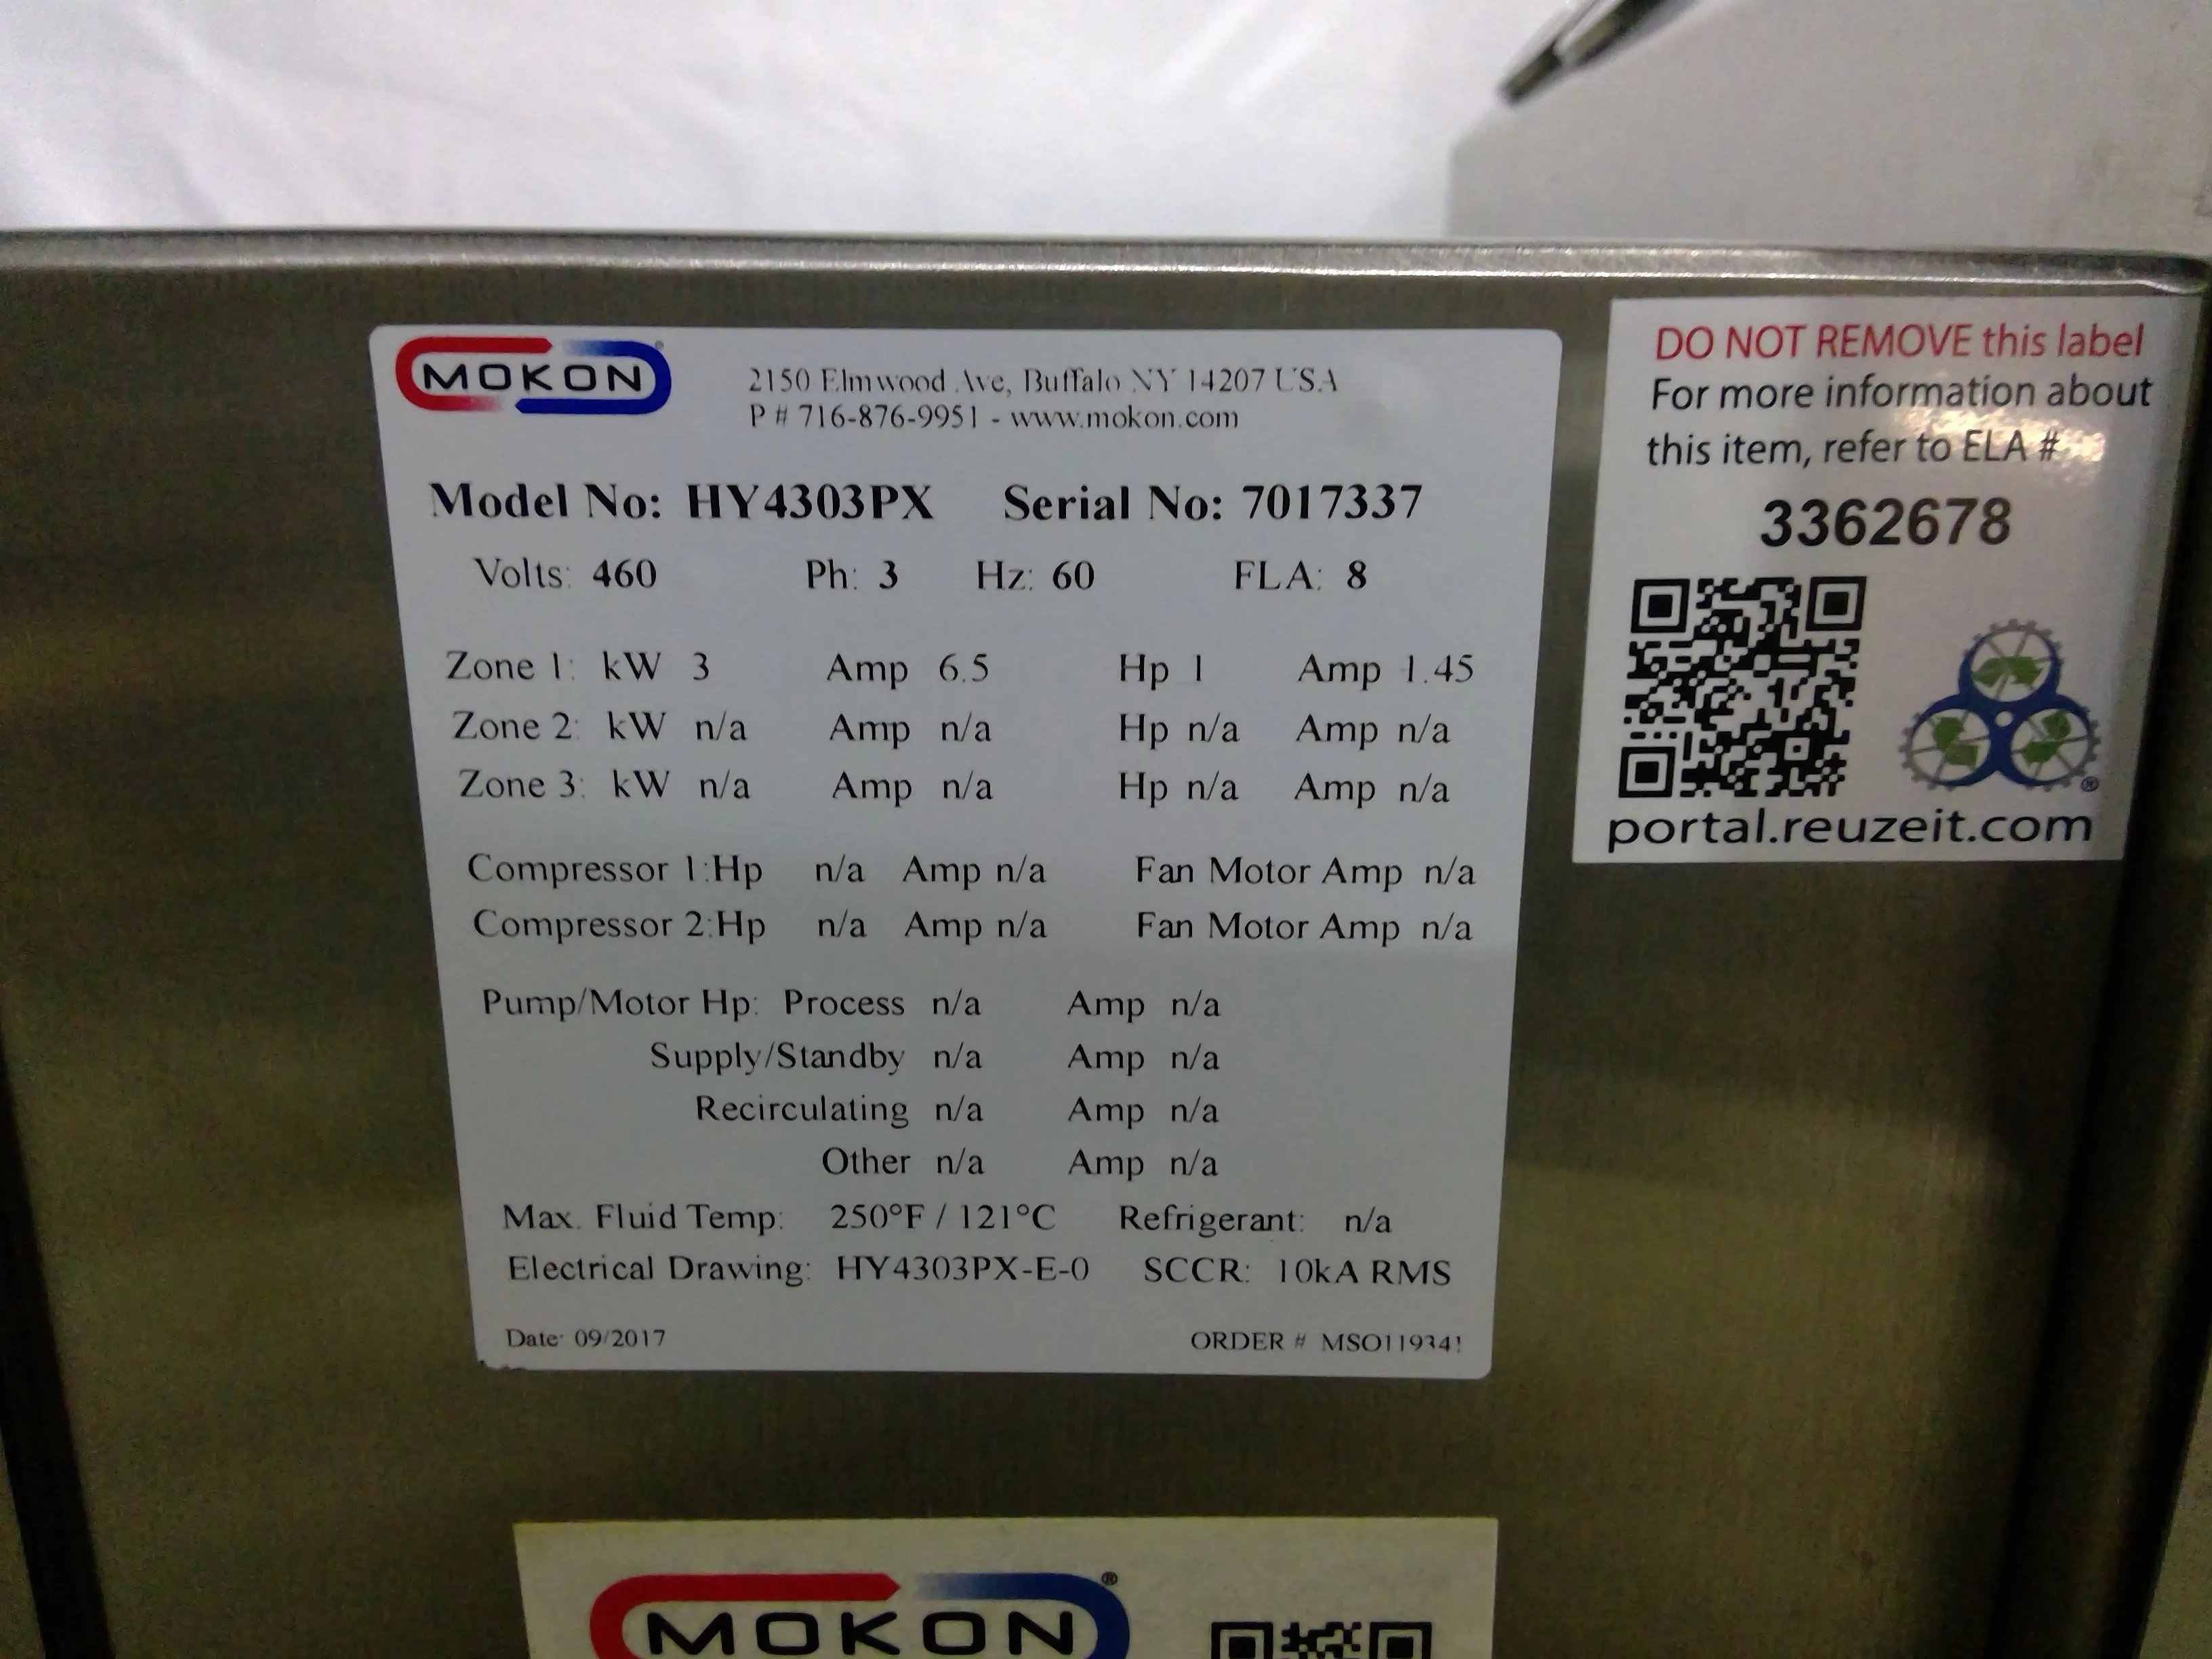 MOKON®
2150 Elmwood Ave, Buffalo NY 14207 USA
P # 716-876-9951 - www.mokon.com
Model No: HY4303PX Serial No: 7017337
Volts: 460 Ph: 3 Hz: 60 FLA: 8
Zone 1: kW 3 Amp 6.5 Hp 1 Amp 1.45
Zone 2: kW n/a Amp n/a Hp n/a Amp n/a
Zone 3: kW n/a Amp n/a Hp n/a Amp n/a
Compressor 1:Hp n/a Amp n/a Fan Motor Amp n/a
Compressor 2:Hp n/a Amp n/a Fan Motor Amp n/a
Pump/Motor Hp: Process n/a Amp n/a
Supply/Standby n/a Amp n/a
Recirculating n/a Amp n/a
Other n/a Amp n/a
Max. Fluid Temp: 250°F / 121°C Refrigerant: n/a
Electrical Drawing: HY4303PX-E-0 SCCR: 10kA RMS
Date: 09/2017 ORDER #
DO NOT REMOVE this label
For more information about
this item, refer to ELA #
3362678
portal.reuzeit.com
MOKON®